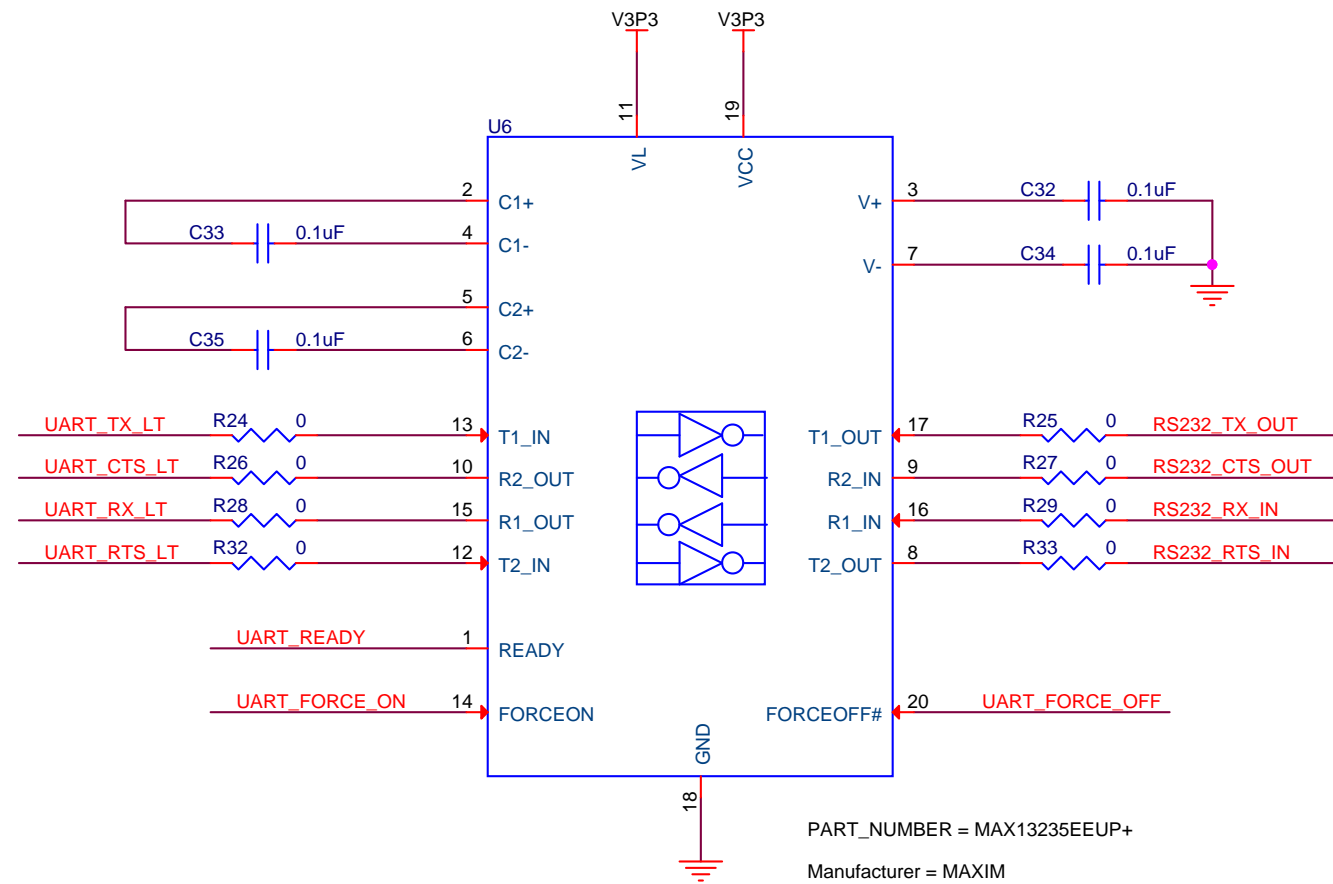 V3P3 V3P3
11 19
U6
VL VCC
2 C1+ V+ 3 C32 0.1uF
C33 0.1uF 4 C1-
V- 7 C34 0.1uF
5 C2+
C35 0.1uF 6 C2-
UART_TX_LT R24 0 13 T1_IN T1_OUT 17 R25 0 RS232_TX_OUT
UART_CTS_LT R26 0 10 R2_OUT R2_IN 9 R27 0 RS232_CTS_OUT
UART_RX_LT R28 0 15 R1_OUT R1_IN 16 R29 0 RS232_RX_IN
UART_RTS_LT R32 0 12 T2_IN T2_OUT 8 R33 0 RS232_RTS_IN
UART_READY 1 READY
UART_FORCE_ON 14 FORCEON FORCEOFF# 20 UART_FORCE_OFF
GND
18
PART_NUMBER = MAX13235EEUP+
Manufacturer = MAXIM